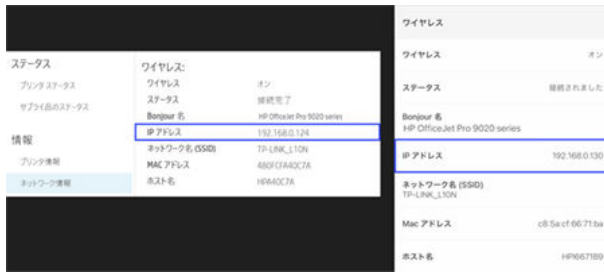 ステータス
プリンタ ステータス
サプライ品のステータス
情報
プリンタ情報
ネットワーク情報
ワイヤレス:
ワイヤレス オン
ステータス 接続完了
Bonjour 名 HP OfficeJet Pro 9020 series
IP アドレス 192.168.0.124
ネットワーク名 (SSID) TP-LINK_L1ON
MAC アドレス 480FCFA40C7A
ホスト名 HPA40C7A
ワイヤレス
ワイヤレス オン
ステータス 接続されました
Bonjour 名
HP OfficeJet Pro 9020 series
IP アドレス 192.168.0.130
ネットワーク名 (SSID)
TP-LINK_L1ON
Mac アドレス c8:5a:cf:66:71:ba
ホスト名 HPI6671B9